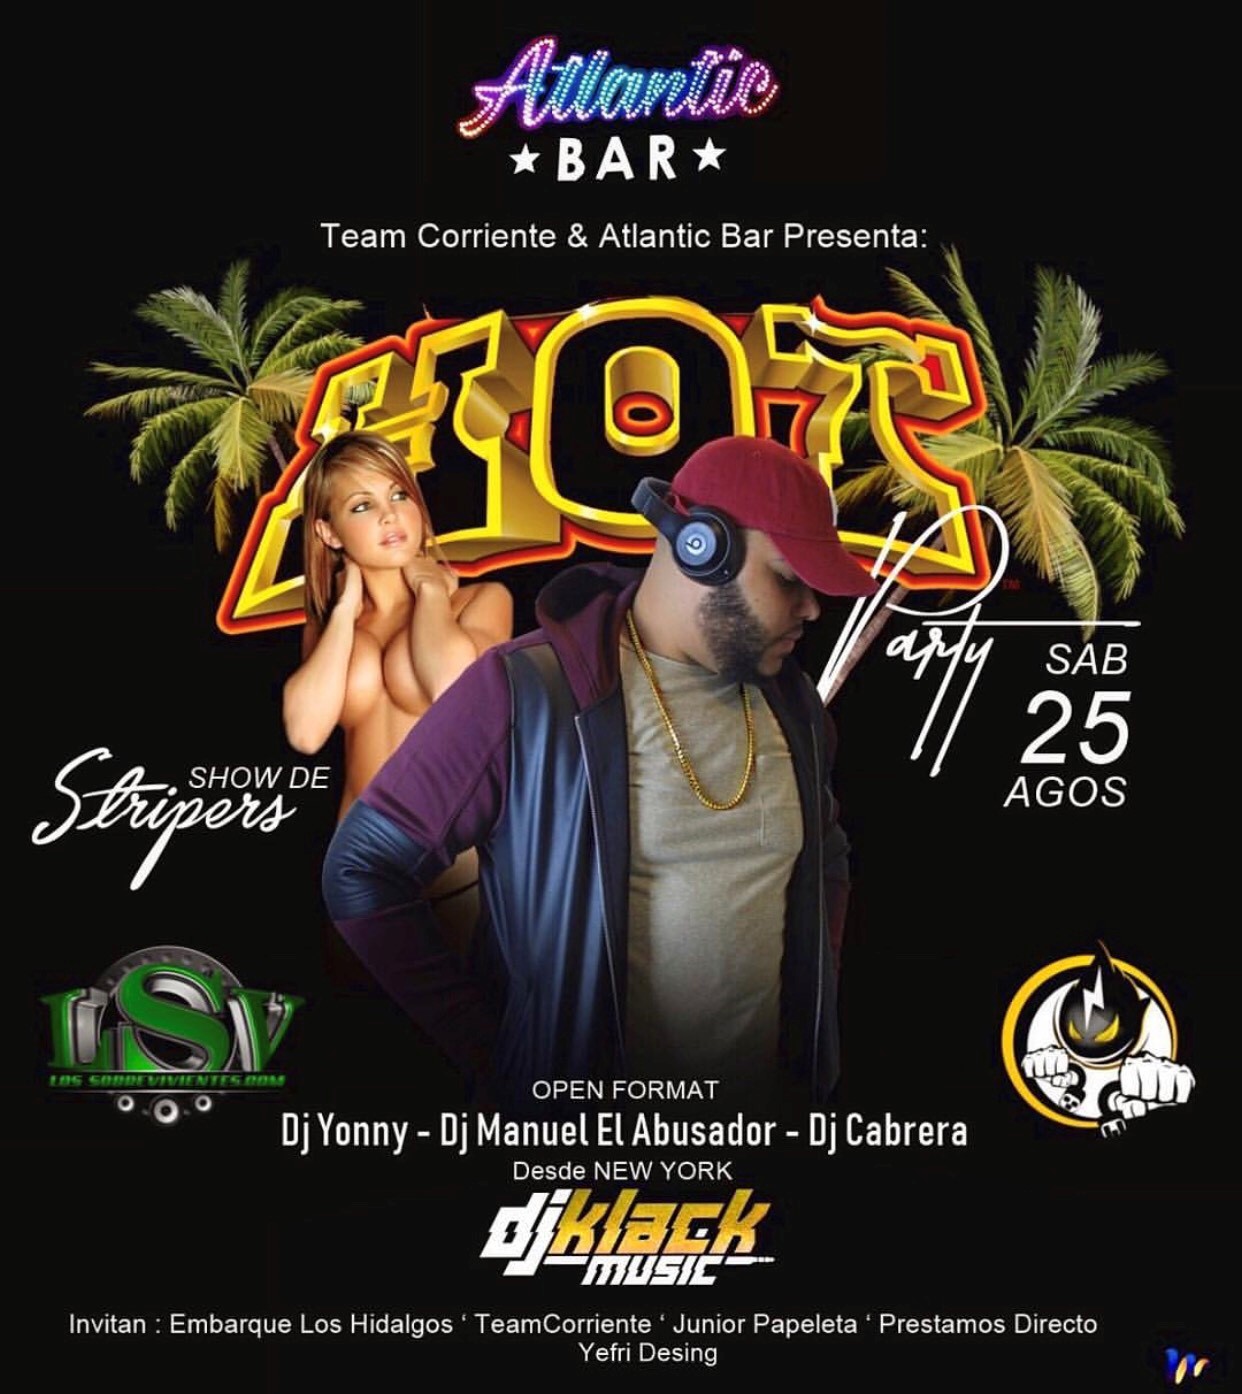 Atlantic
BAR
Team Corriente & Atlantic Bar Presenta:
HOT
TM
Party
SAB
25
AGOS
SHOW DE
Stripers
LSV
LOS SOBREVIVIENTES.COM
OPEN FORMAT
Dj Yonny - Dj Manuel El Abusador - Dj Cabrera
Desde NEW YORK
djklack
music
Invitan : Embarque Los Hidalgos ‘ TeamCorriente ‘ Junior Papeleta ‘ Prestamos Directo
Yefri Desing